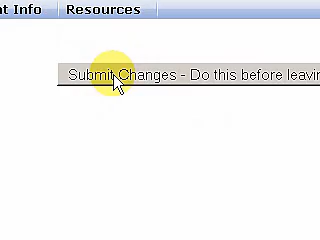 nt Info Resources
Submit Changes - Do this before leavin